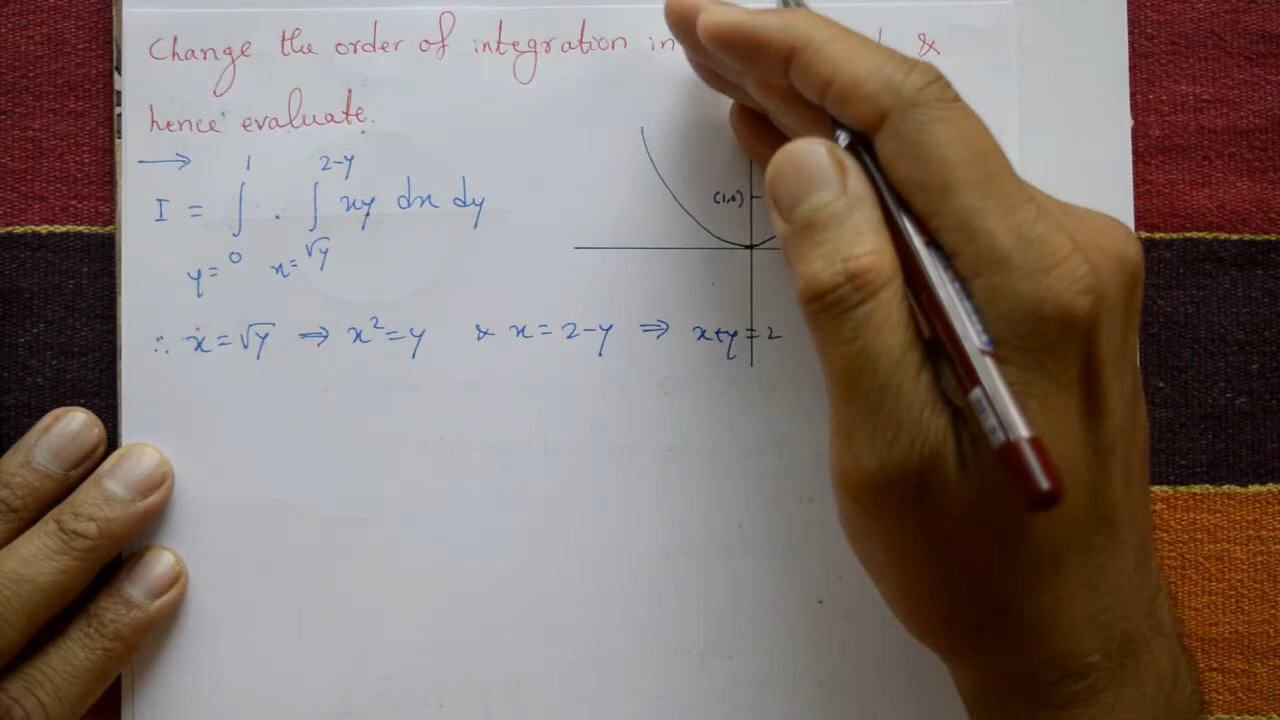 Change the order of integration in &
hence evaluate.
→ 1 2-y
I = ∫ ∫ xy dx dy
y=0 x=√y
(1,0)
∴ x=√y ⇒ x²=y & x=2-y ⇒ x+y=2